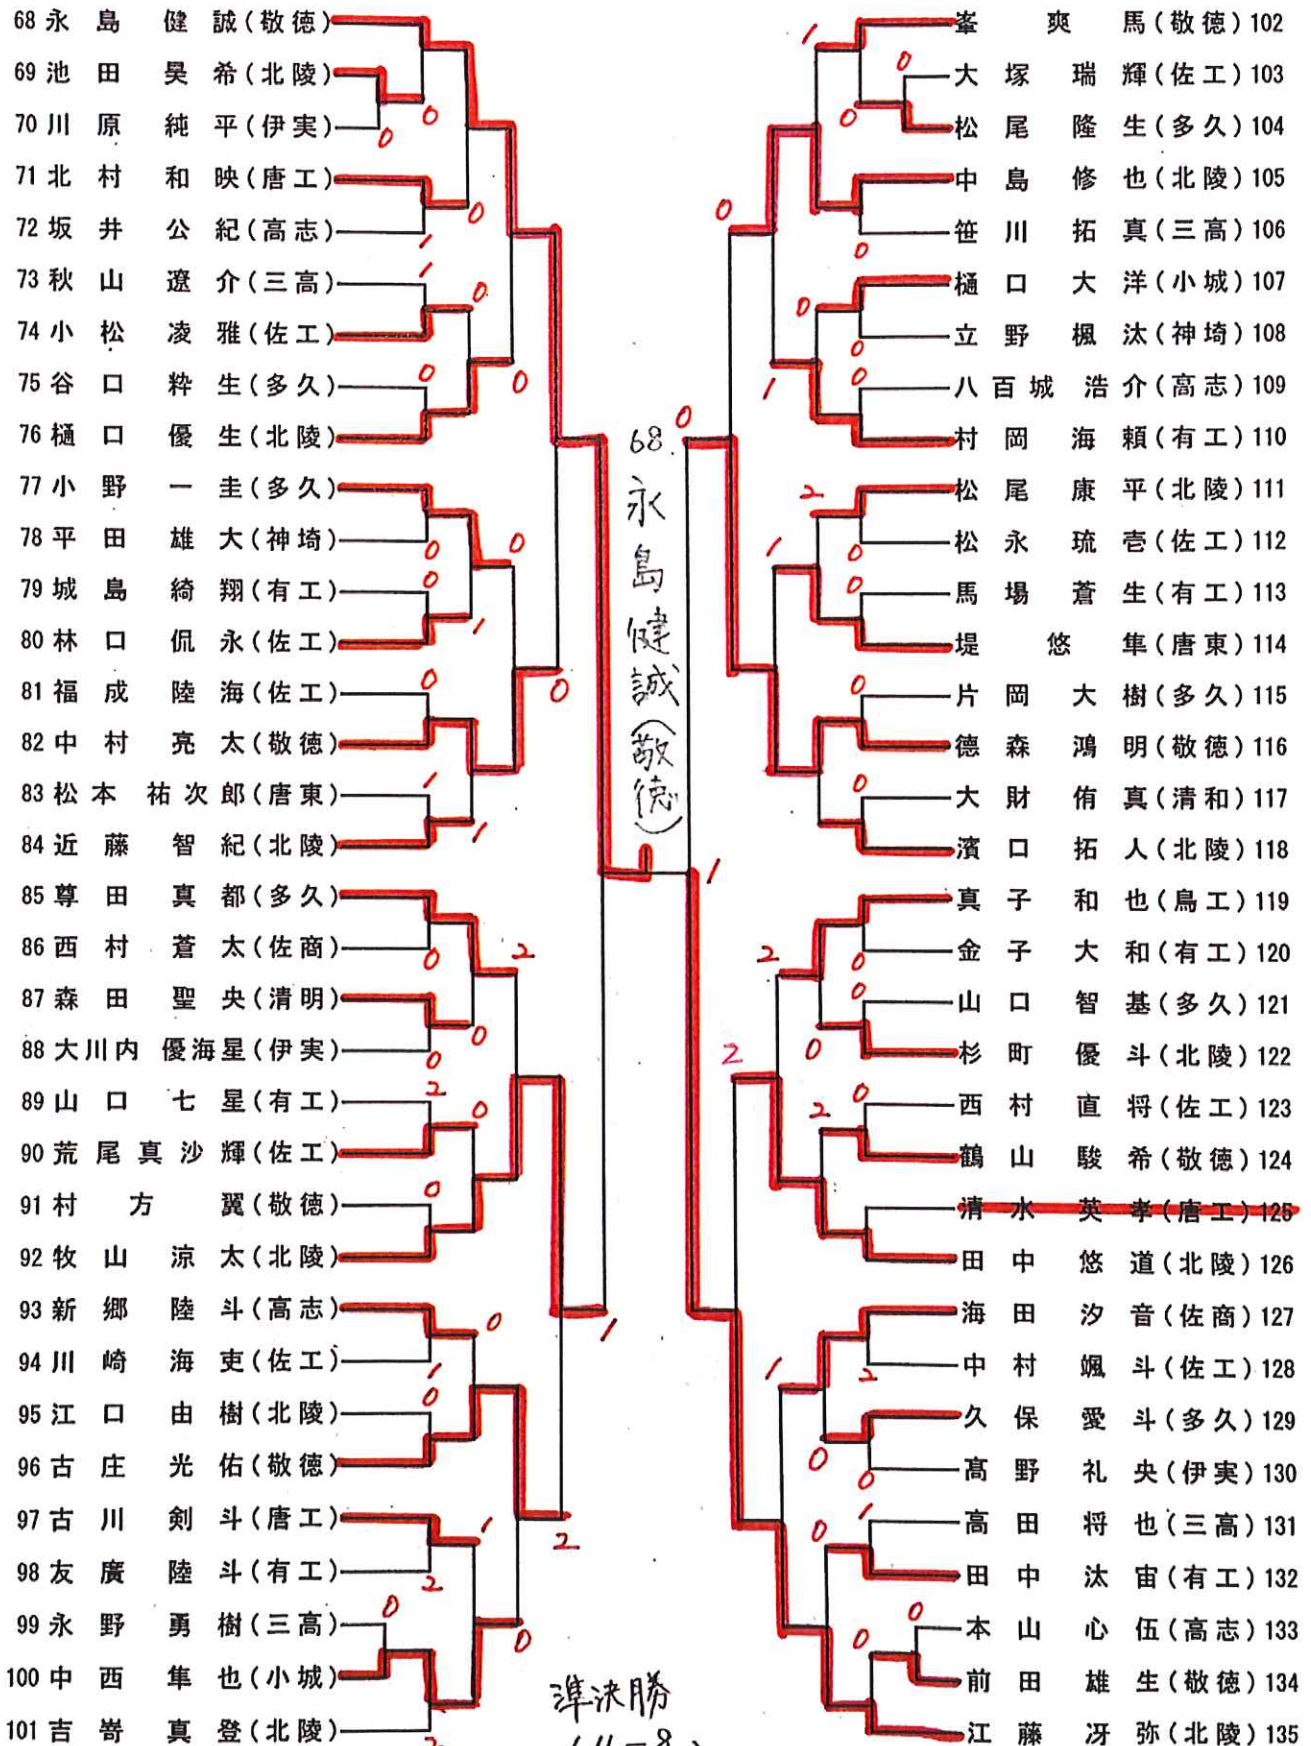 68 永島 健誠(敬徳)
69 池田 昊希(北陵)
70 川原 純平(伊実)
71 北村 和映(唐工)
72 坂井 公紀(高志)
73 秋山 遼介(三高)
74 小松 凌雅(佐工)
75 谷口 粋生(多久)
76 樋口 優生(北陵)
77 小野 一圭(多久)
78 平田 雄大(神埼)
79 城島 綺翔(有工)
80 林口 侃永(佐工)
81 福成 陸海(佐工)
82 中村 亮太(敬徳)
83 松本 祐次郎(唐東)
84 近藤 智紀(北陵)
85 尊田 真都(多久)
86 西村 蒼太(佐商)
87 森田 聖央(清明)
88 大川内 優海星(伊実)
89 山口 七星(有工)
90 荒尾 真沙輝(佐工)
91 村方 翼(敬徳)
92 牧山 涼太(北陵)
93 新郷 陸斗(高志)
94 川崎 海吏(佐工)
95 江口 由樹(北陵)
96 古庄 光佑(敬徳)
97 古川 剣斗(唐工)
98 友廣 陸斗(有工)
99 永野 勇樹(三高)
100 中西 隼也(小城)
101 吉嵜 真登(北陵)
68. 永島健誠(敬徳)
準決勝
(11-8)
峯 爽馬(敬徳) 102
大塚 瑞輝(佐工) 103
松尾 隆生(多久) 104
中島 修也(北陵) 105
笹川 拓真(三高) 106
樋口 大洋(小城) 107
立野 楓汰(神埼) 108
八百城 浩介(高志) 109
村岡 海頼(有工) 110
松尾 康平(北陵) 111
松永 琉壱(佐工) 112
馬場 蒼生(有工) 113
堤 悠隼(唐東) 114
片岡 大樹(多久) 115
德森 鴻明(敬徳) 116
大財 侑真(清和) 117
濱口 拓人(北陵) 118
真子 和也(鳥工) 119
金子 大和(有工) 120
山口 智基(多久) 121
杉町 優斗(北陵) 122
西村 直将(佐工) 123
鶴山 駿希(敬徳) 124
清水 英孝(唐工) 125
田中 悠道(北陵) 126
海田 汐音(佐商) 127
中村 颯斗(佐工) 128
久保 愛斗(多久) 129
髙野 礼央(伊実) 130
高田 将也(三高) 131
田中 汰宙(有工) 132
本山 心伍(高志) 133
前田 雄生(敬徳) 134
江藤 冴弥(北陵) 135